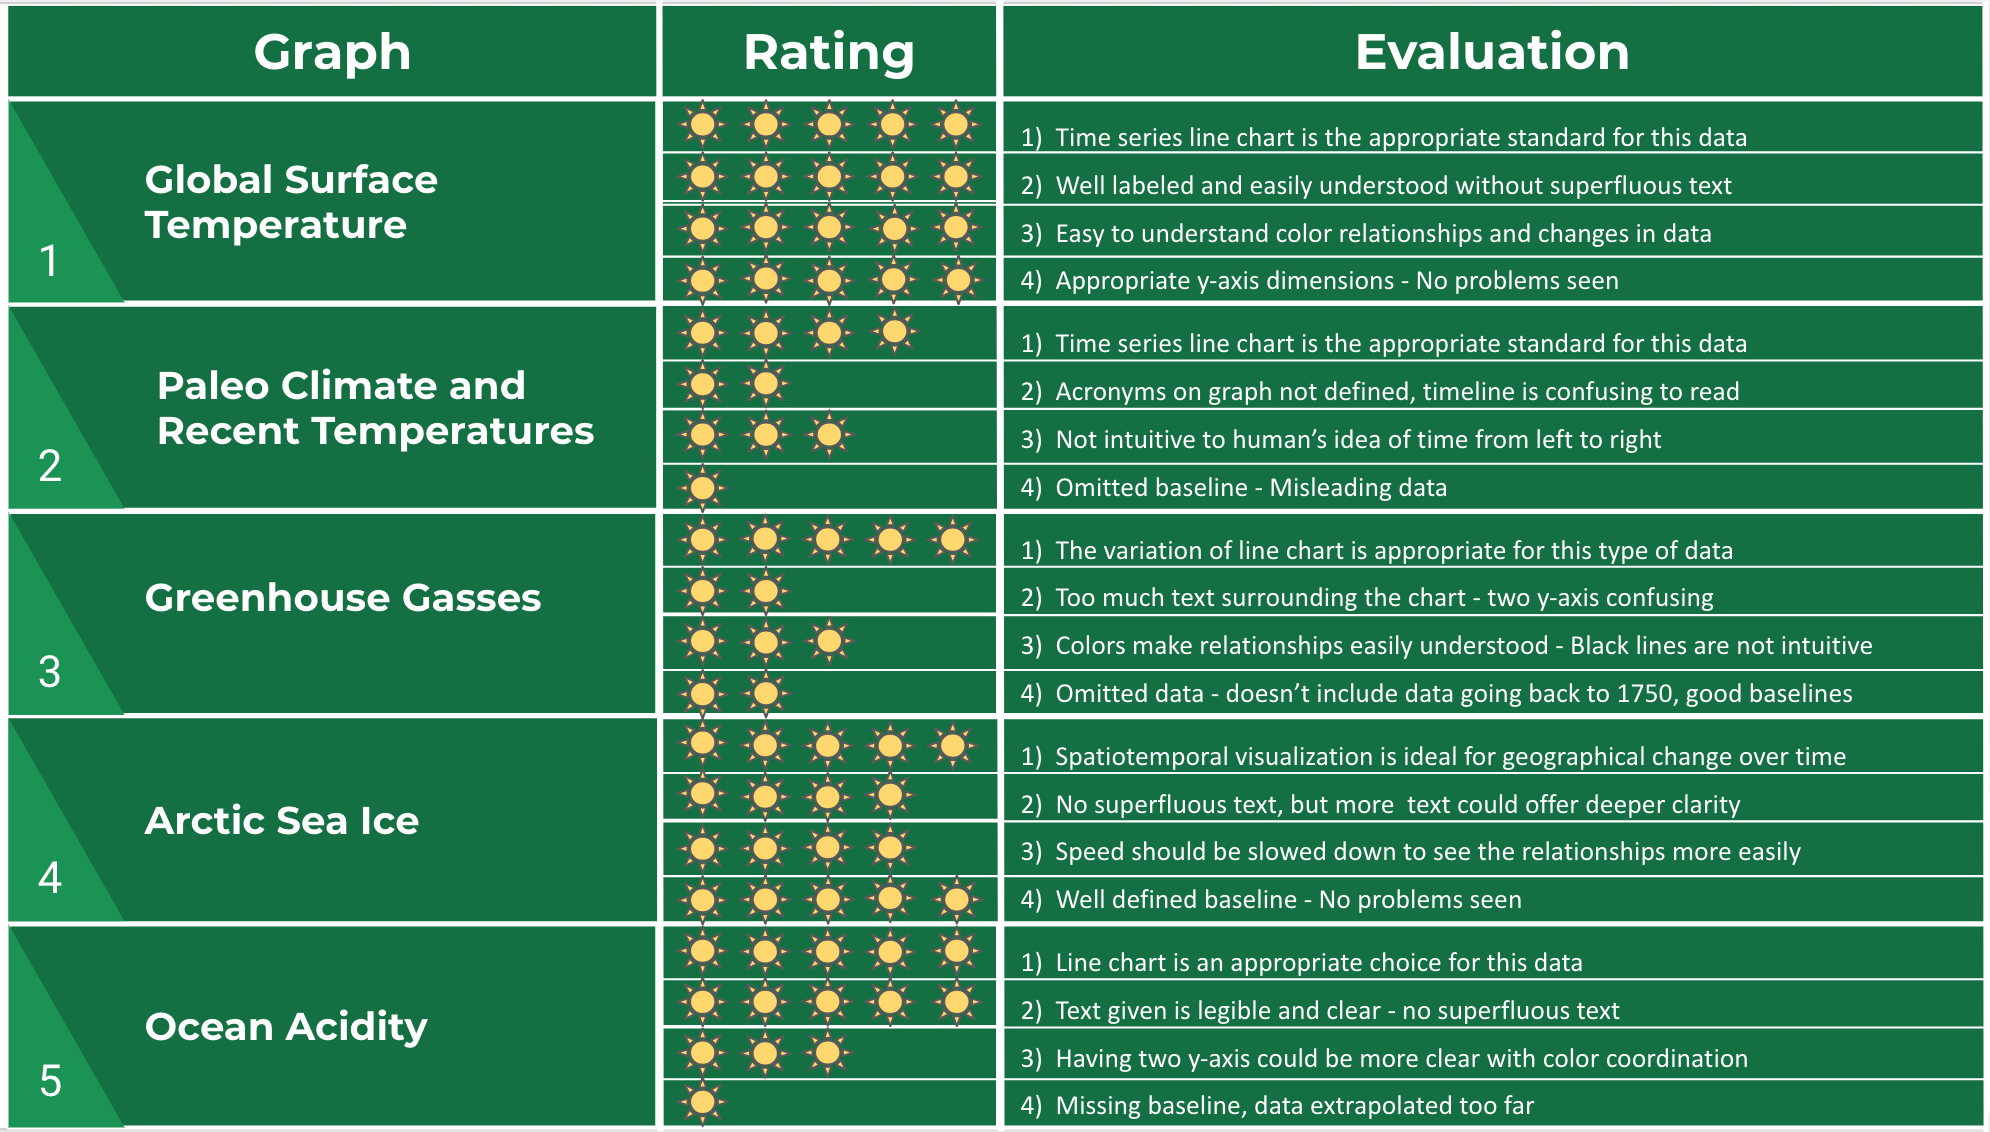 Graph
Rating
Evaluation
Global Surface
Temperature
1
1) Time series line chart is the appropriate standard for this data
2) Well labeled and easily understood without superfluous text
3) Easy to understand color relationships and changes in data
4) Appropriate y-axis dimensions - No problems seen
Paleo Climate and
Recent Temperatures
2
1) Time series line chart is the appropriate standard for this data
2) Acronyms on graph not defined, timeline is confusing to read
3) Not intuitive to human’s idea of time from left to right
4) Omitted baseline - Misleading data
Greenhouse Gasses
3
1) The variation of line chart is appropriate for this type of data
2) Too much text surrounding the chart - two y-axis confusing
3) Colors make relationships easily understood - Black lines are not intuitive
4) Omitted data - doesn’t include data going back to 1750, good baselines
Arctic Sea Ice
4
1) Spatiotemporal visualization is ideal for geographical change over time
2) No superfluous text, but more  text could offer deeper clarity
3) Speed should be slowed down to see the relationships more easily
4) Well defined baseline - No problems seen
Ocean Acidity
5
1) Line chart is an appropriate choice for this data
2) Text given is legible and clear - no superfluous text
3) Having two y-axis could be more clear with color coordination
4) Missing baseline, data extrapolated too far